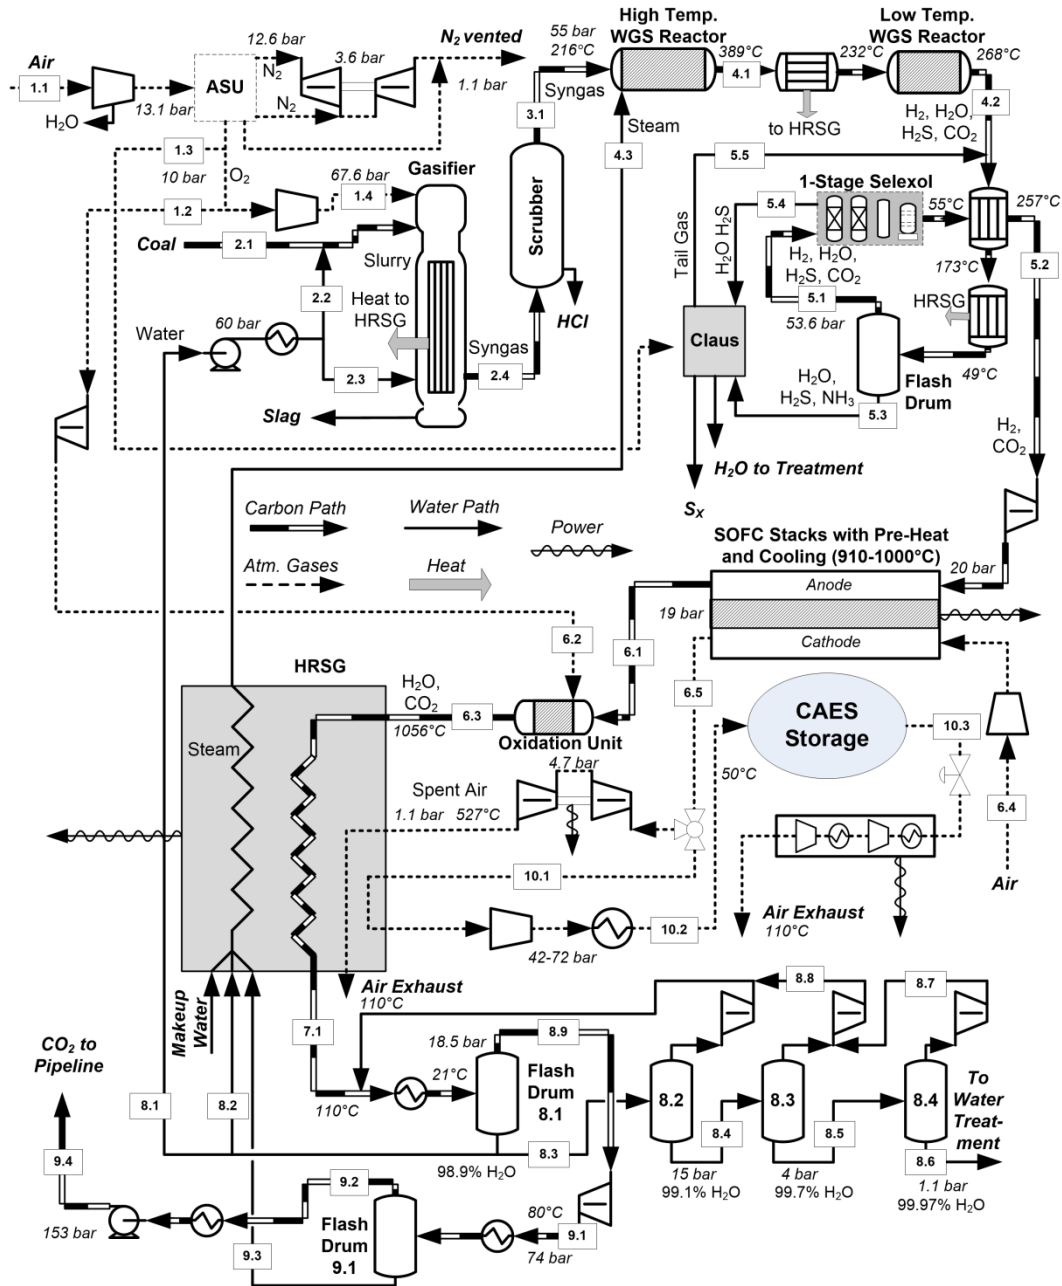 High Temp.
WGS Reactor
Low Temp.
WGS Reactor
12.6 bar
N₂ vented
55 bar
216°C
389°C
232°C
268°C
Air
1.1
ASU
N₂
3.6 bar
4.1
4.2
13.1 bar
N₂
1.1 bar
Syngas
H₂O
3.1
Steam
to HRSG
H₂, H₂O,
H₂S, CO₂
1.3
10 bar
O₂
Gasifier
4.3
5.5
67.6 bar
1.4
1-Stage Selexol
1.2
Scrubber
Tail Gas
5.4
55°C
257°C
Coal
2.1
Slurry
H₂O H₂S
H₂, H₂O,
H₂S, CO₂
5.2
173°C
2.2
Heat to
HRSG
5.1
HRSG
Water
60 bar
HCl
53.6 bar
Syngas
Claus
2.3
2.4
H₂O,
H₂S, NH₃
Flash
Drum
49°C
Slag
5.3
H₂,
CO₂
H₂O to Treatment
Sx
Carbon Path
Water Path
Power
SOFC Stacks with Pre-Heat
and Cooling (910-1000°C)
Atm. Gases
Heat
20 bar
Anode
19 bar
6.2
6.1
Cathode
HRSG
H₂O,
CO₂
6.5
6.3
CAES
Storage
10.3
Steam
1056°C
Oxidation Unit
4.7 bar
50°C
Spent Air
1.1 bar 527°C
6.4
10.1
Air
10.2
Air Exhaust
110°C
42-72 bar
Air Exhaust
110°C
Makeup
Water
7.1
8.8
8.7
CO₂ to
Pipeline
18.5 bar
8.9
21°C
Flash
Drum
8.1
8.2
8.3
8.4
To
Water
Treat-
ment
8.1
8.2
110°C
8.3
8.4
8.5
8.6
98.9% H₂O
15 bar
99.1% H₂O
4 bar
99.7% H₂O
1.1 bar
99.97% H₂O
9.4
9.2
80°C
Flash
Drum
9.1
9.1
153 bar
9.3
74 bar